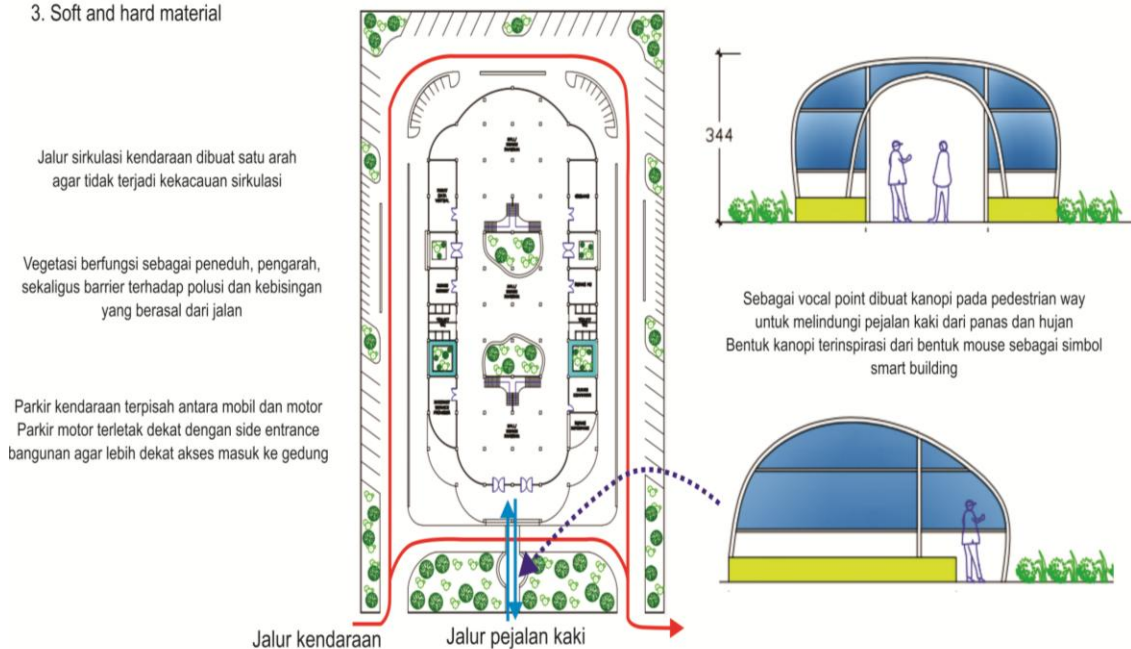 3. Soft and hard material
Jalur sirkulasi kendaraan dibuat satu arah
agar tidak terjadi kekacauan sirkulasi
Vegetasi berfungsi sebagai peneduh, pengarah,
sekaligus barrier terhadap polusi dan kebisingan
yang berasal dari jalan
Parkir kendaraan terpisah antara mobil dan motor
Parkir motor terletak dekat dengan side entrance
bangunan agar lebih dekat akses masuk ke gedung
Jalur kendaraan
Jalur pejalan kaki
344
Sebagai vocal point dibuat kanopi pada pedestrian way
untuk melindungi pejalan kaki dari panas dan hujan
Bentuk kanopi terinspirasi dari bentuk mouse sebagai simbol
smart building